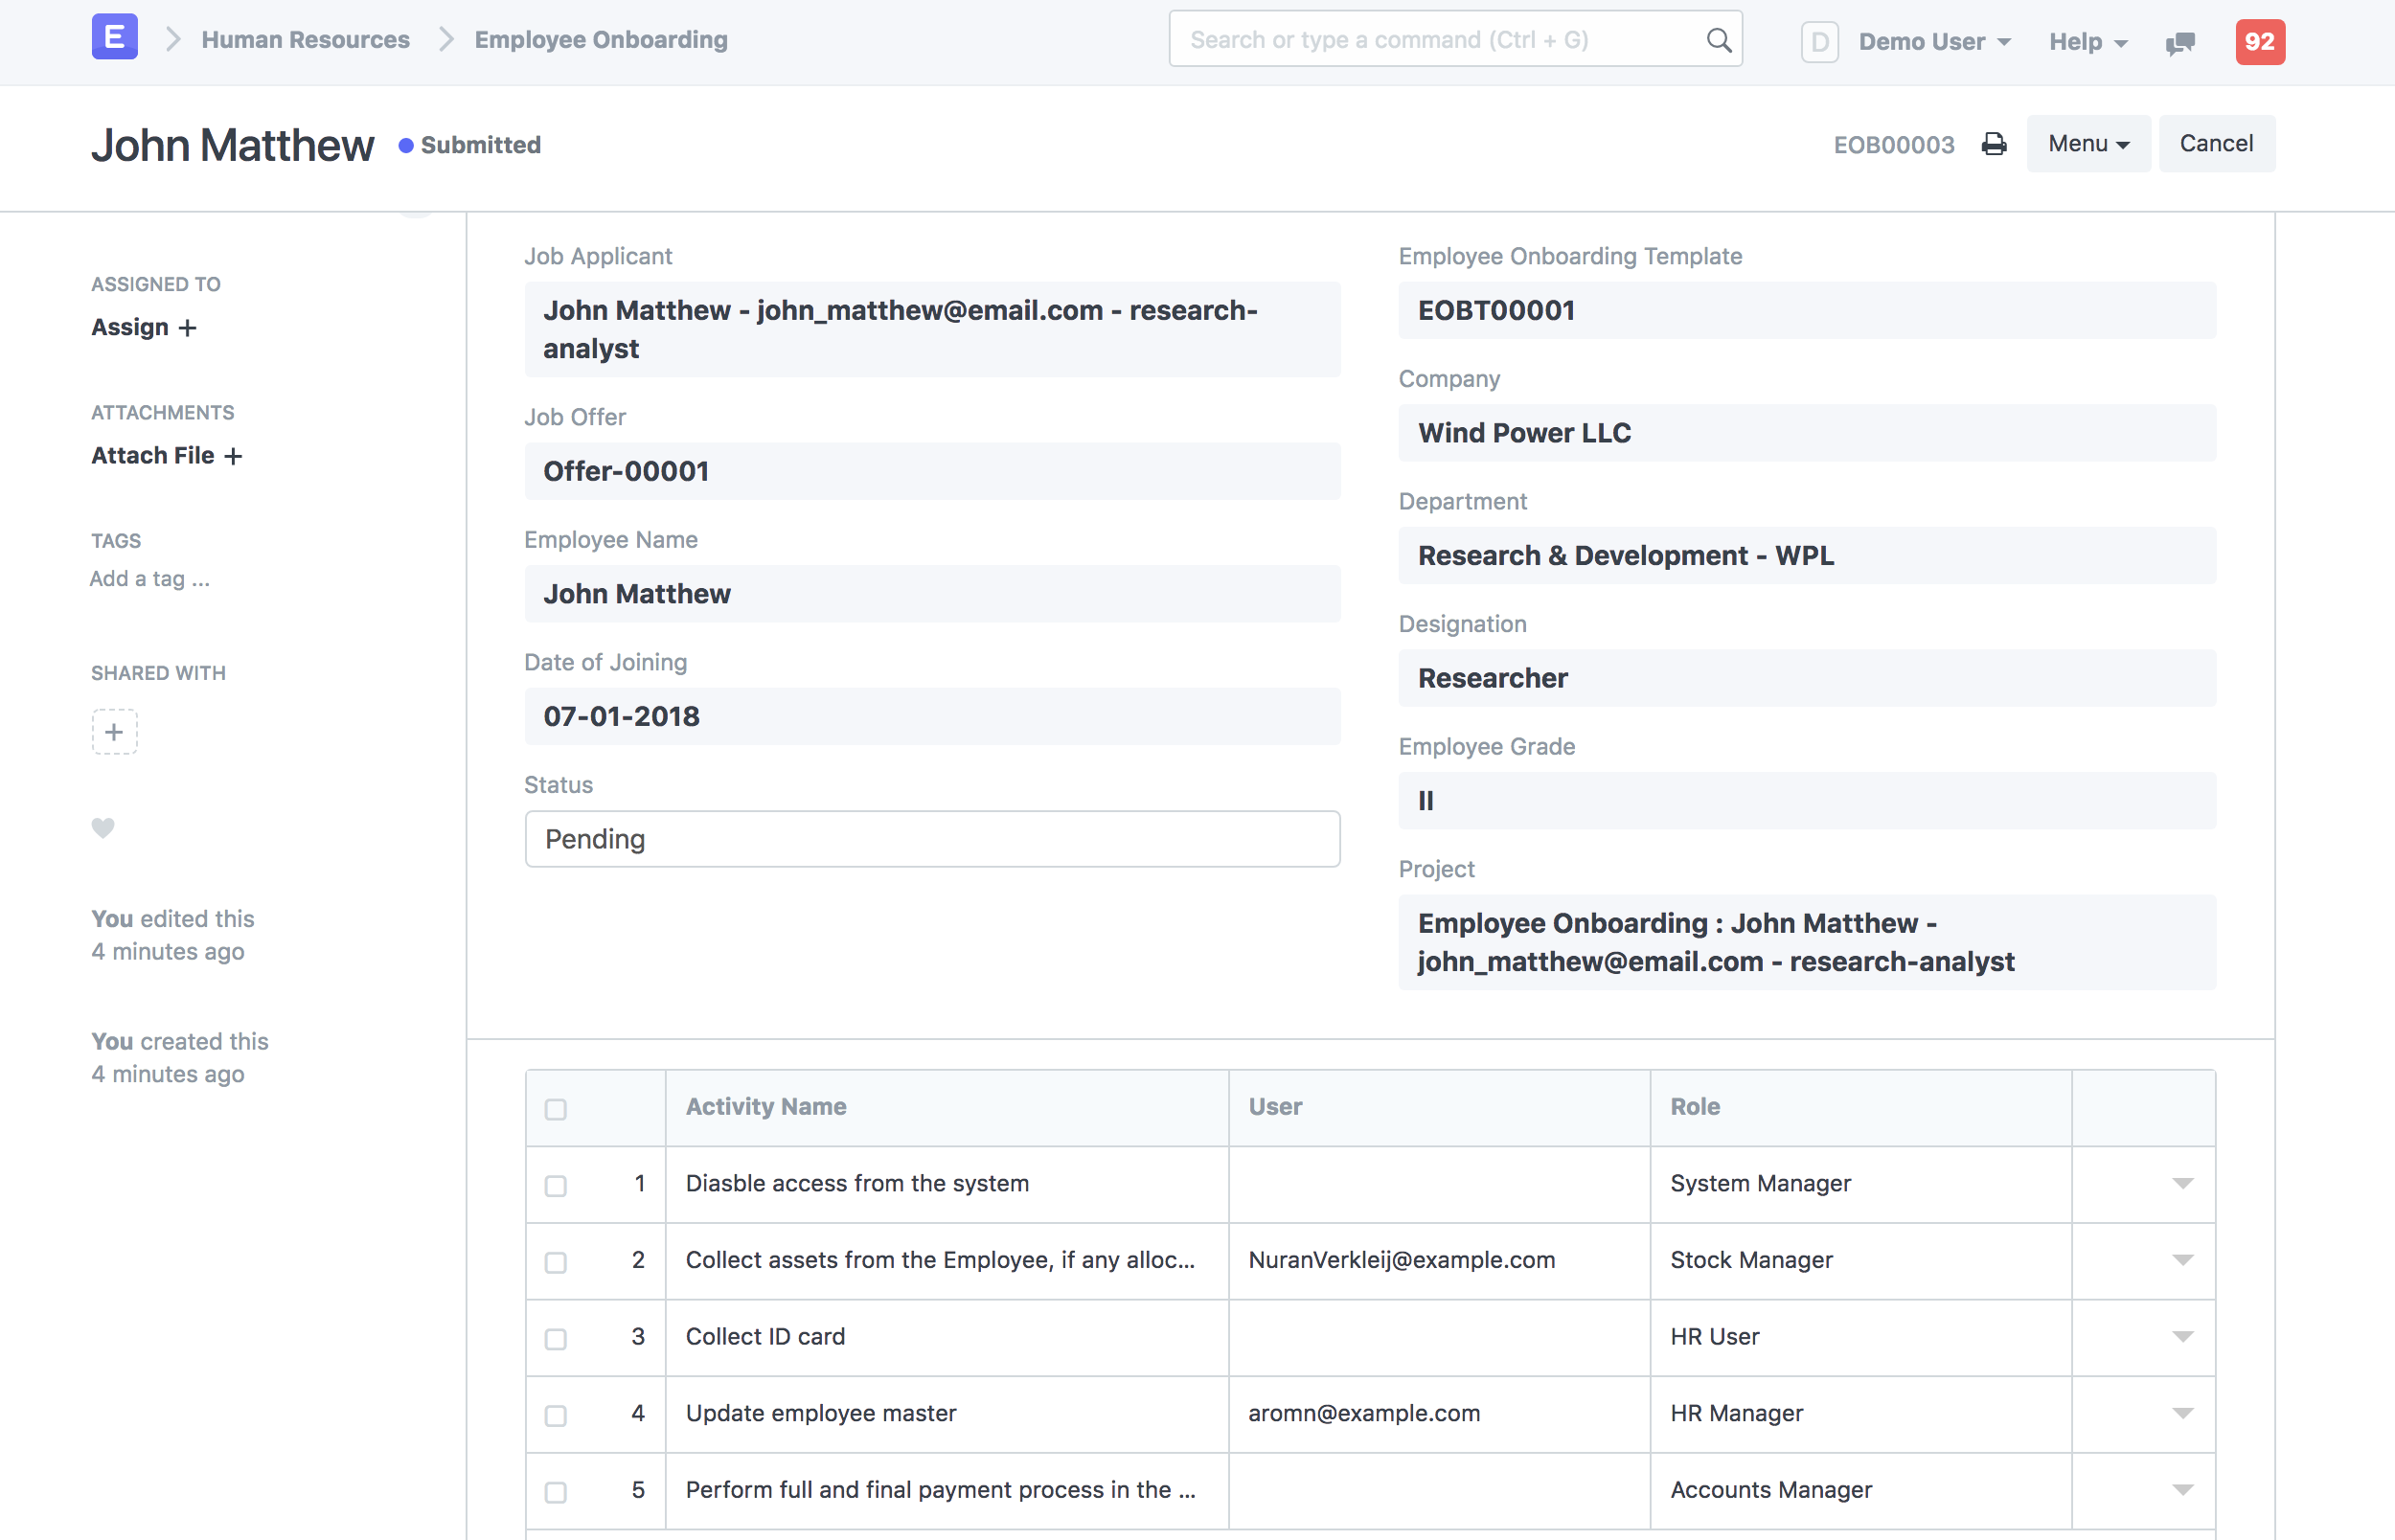 E
Human Resources
Employee Onboarding
Search or type a command (Ctrl + G)
D
Demo User
Help
92
John Matthew
Submitted
EOB00003
Menu
Cancel
ASSIGNED TO
Assign +
ATTACHMENTS
Attach File +
TAGS
Add a tag ...
SHARED WITH
+
You edited this
4 minutes ago
You created this
4 minutes ago
Job Applicant
John Matthew - john_matthew@email.com - research-
analyst
Job Offer
Offer-00001
Employee Name
John Matthew
Date of Joining
07-01-2018
Status
Pending
Employee Onboarding Template
EOBT00001
Company
Wind Power LLC
Department
Research & Development - WPL
Designation
Researcher
Employee Grade
II
Project
Employee Onboarding : John Matthew -
john_matthew@email.com - research-analyst
Activity Name User Role
1 Diasble access from the system System Manager
2 Collect assets from the Employee, if any alloc... NuranVerkleij@example.com Stock Manager
3 Collect ID card HR User
4 Update employee master aromn@example.com HR Manager
5 Perform full and final payment process in the ... Accounts Manager